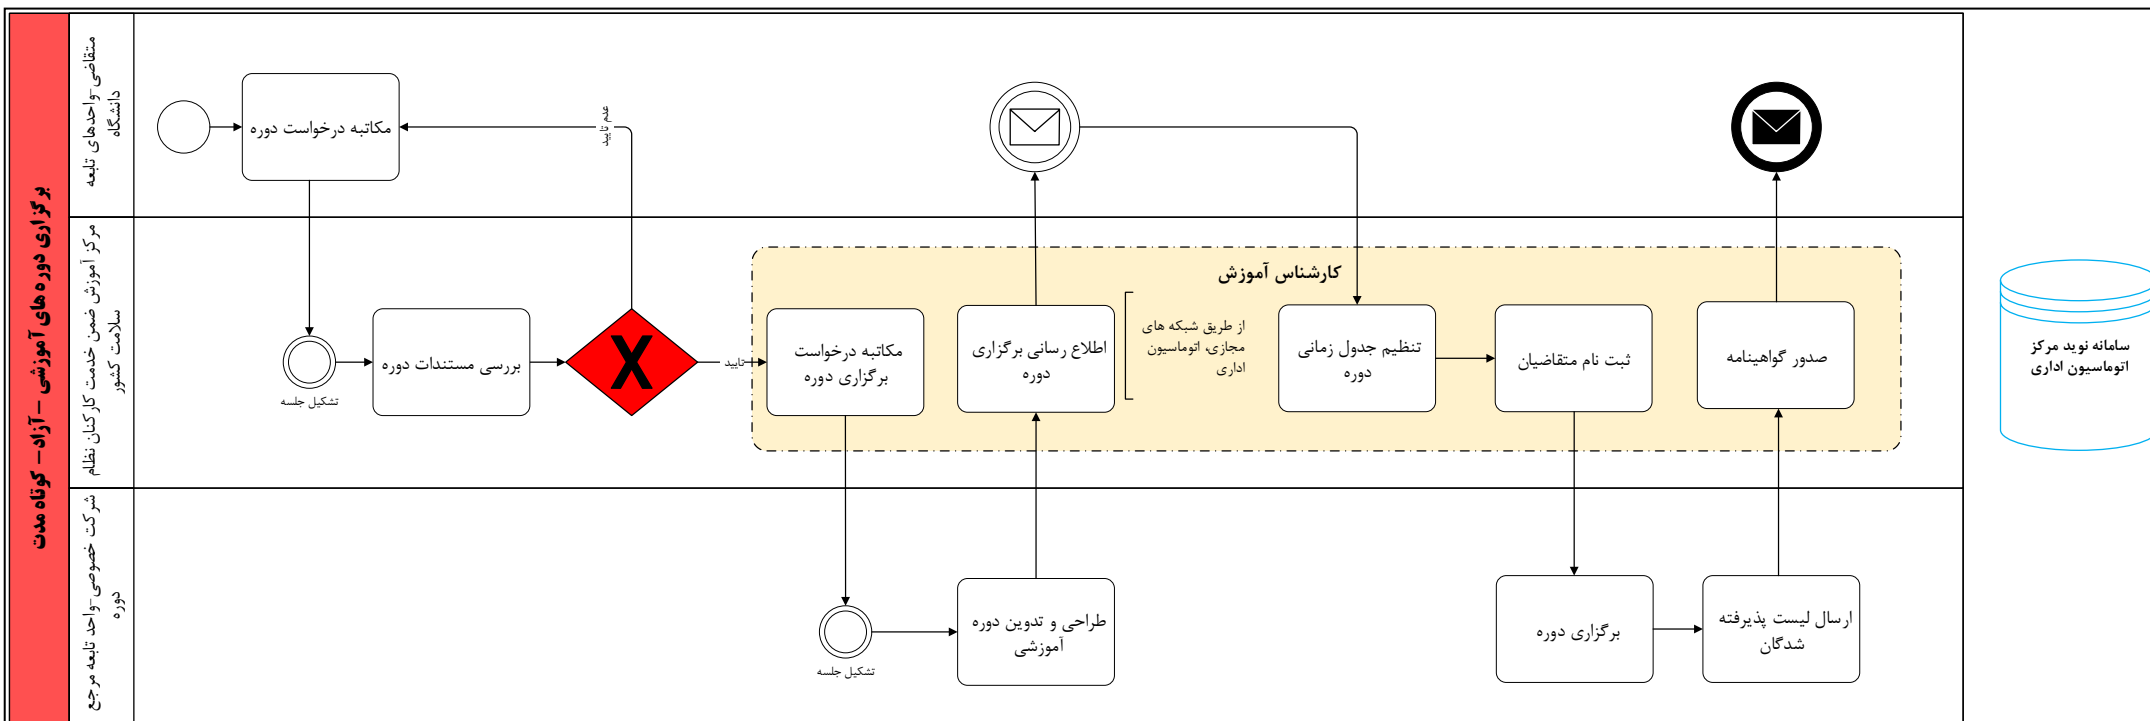 برگزاری دوره های آموزشی – آزاد– کوتاه مدت
متقاضی-واحدهای تابعه
دانشگاه
مکاتبه درخواست دوره
عدم تایید
مرکز آموزش ضمن خدمت کارکنان نظام
سلامت کشور
تشکیل جلسه
بررسی مستندات دوره
X
تایید
کارشناس آموزش
مکاتبه درخواست
برگزاری دوره
اطلاع رسانی برگزاری
دوره
از طریق شبکه های
مجازی، اتوماسیون
اداری
تنظیم جدول زمانی
دوره
ثبت نام متقاضیان
صدور گواهینامه
شرکت خصوصی-واحد تابعه مرجع
دوره
تشکیل جلسه
طراحی و تدوین دوره
آموزشی
برگزاری دوره
ارسال لیست پذیرفته
شدگان
سامانه نوید مرکز
اتوماسیون اداری